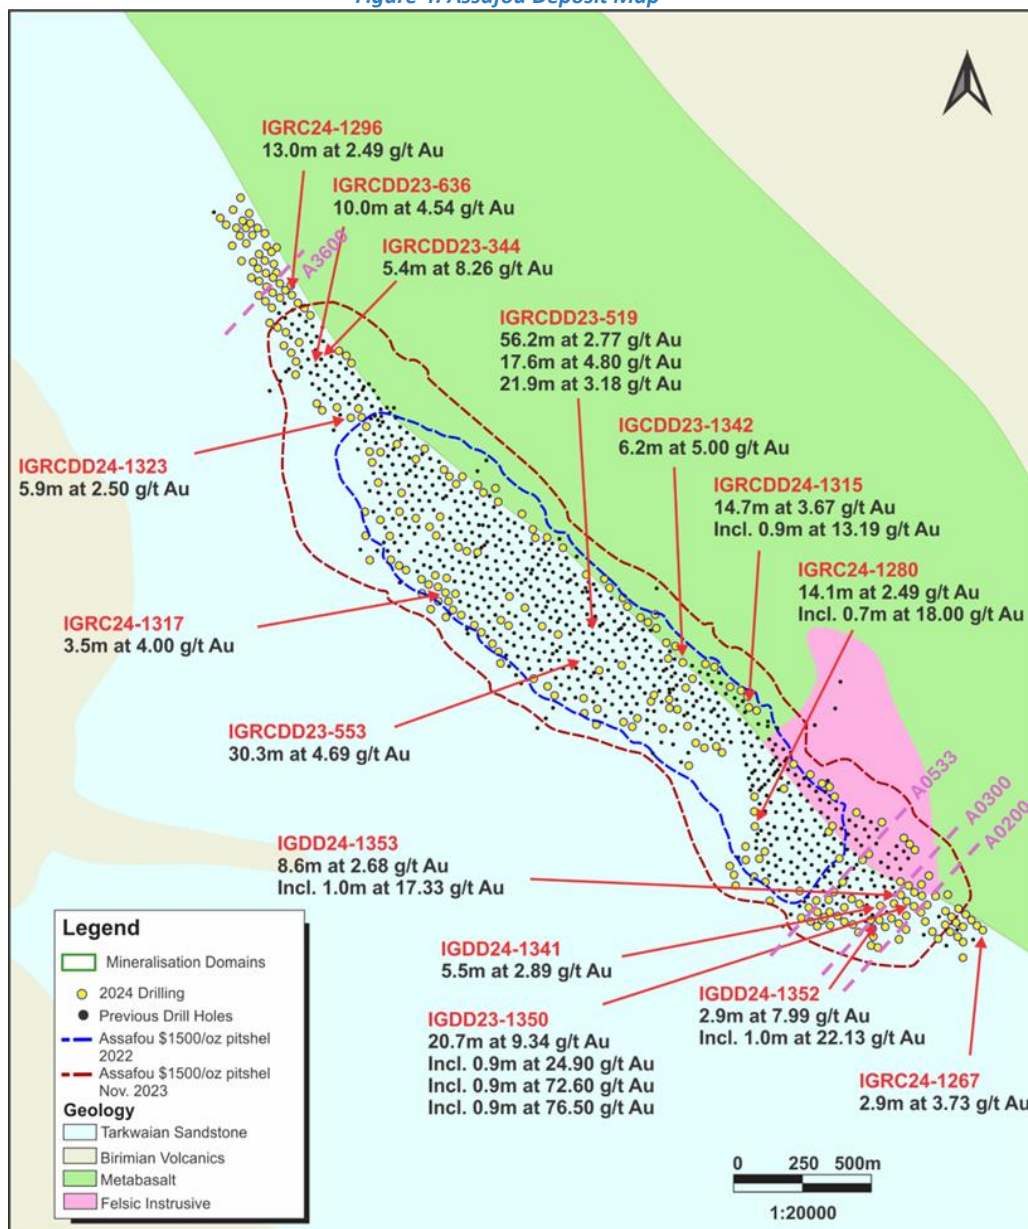 Figure 4: Assafou Deposit Map
IGRC24-1296
13.0m at 2.49 g/t Au
IGRCDD23-636
10.0m at 4.54 g/t Au
IGRCDD23-344
5.4m at 8.26 g/t Au
A3600
IGRCDD23-519
56.2m at 2.77 g/t Au
17.6m at 4.80 g/t Au
21.9m at 3.18 g/t Au
IGCDD23-1342
6.2m at 5.00 g/t Au
IGRCDD24-1323
5.9m at 2.50 g/t Au
IGRCDD24-1315
14.7m at 3.67 g/t Au
Incl. 0.9m at 13.19 g/t Au
IGRC24-1280
14.1m at 2.49 g/t Au
Incl. 0.7m at 18.00 g/t Au
IGRC24-1317
3.5m at 4.00 g/t Au
IGRCDD23-553
30.3m at 4.69 g/t Au
A0533
A0300
A0200
IGDD24-1353
8.6m at 2.68 g/t Au
Incl. 1.0m at 17.33 g/t Au
IGDD24-1341
5.5m at 2.89 g/t Au
IGDD23-1350
20.7m at 9.34 g/t Au
Incl. 0.9m at 24.90 g/t Au
Incl. 0.9m at 72.60 g/t Au
Incl. 0.9m at 76.50 g/t Au
IGDD24-1352
2.9m at 7.99 g/t Au
Incl. 1.0m at 22.13 g/t Au
IGRC24-1267
2.9m at 3.73 g/t Au
Legend
Mineralisation Domains
2024 Drilling
Previous Drill Holes
Assafou $1500/oz pitshel
2022
Assafou $1500/oz pitshel
Nov. 2023
Geology
Tarkwaian Sandstone
Birimian Volcanics
Metabasalt
Felsic Instrusive
0 250 500m
1:20000